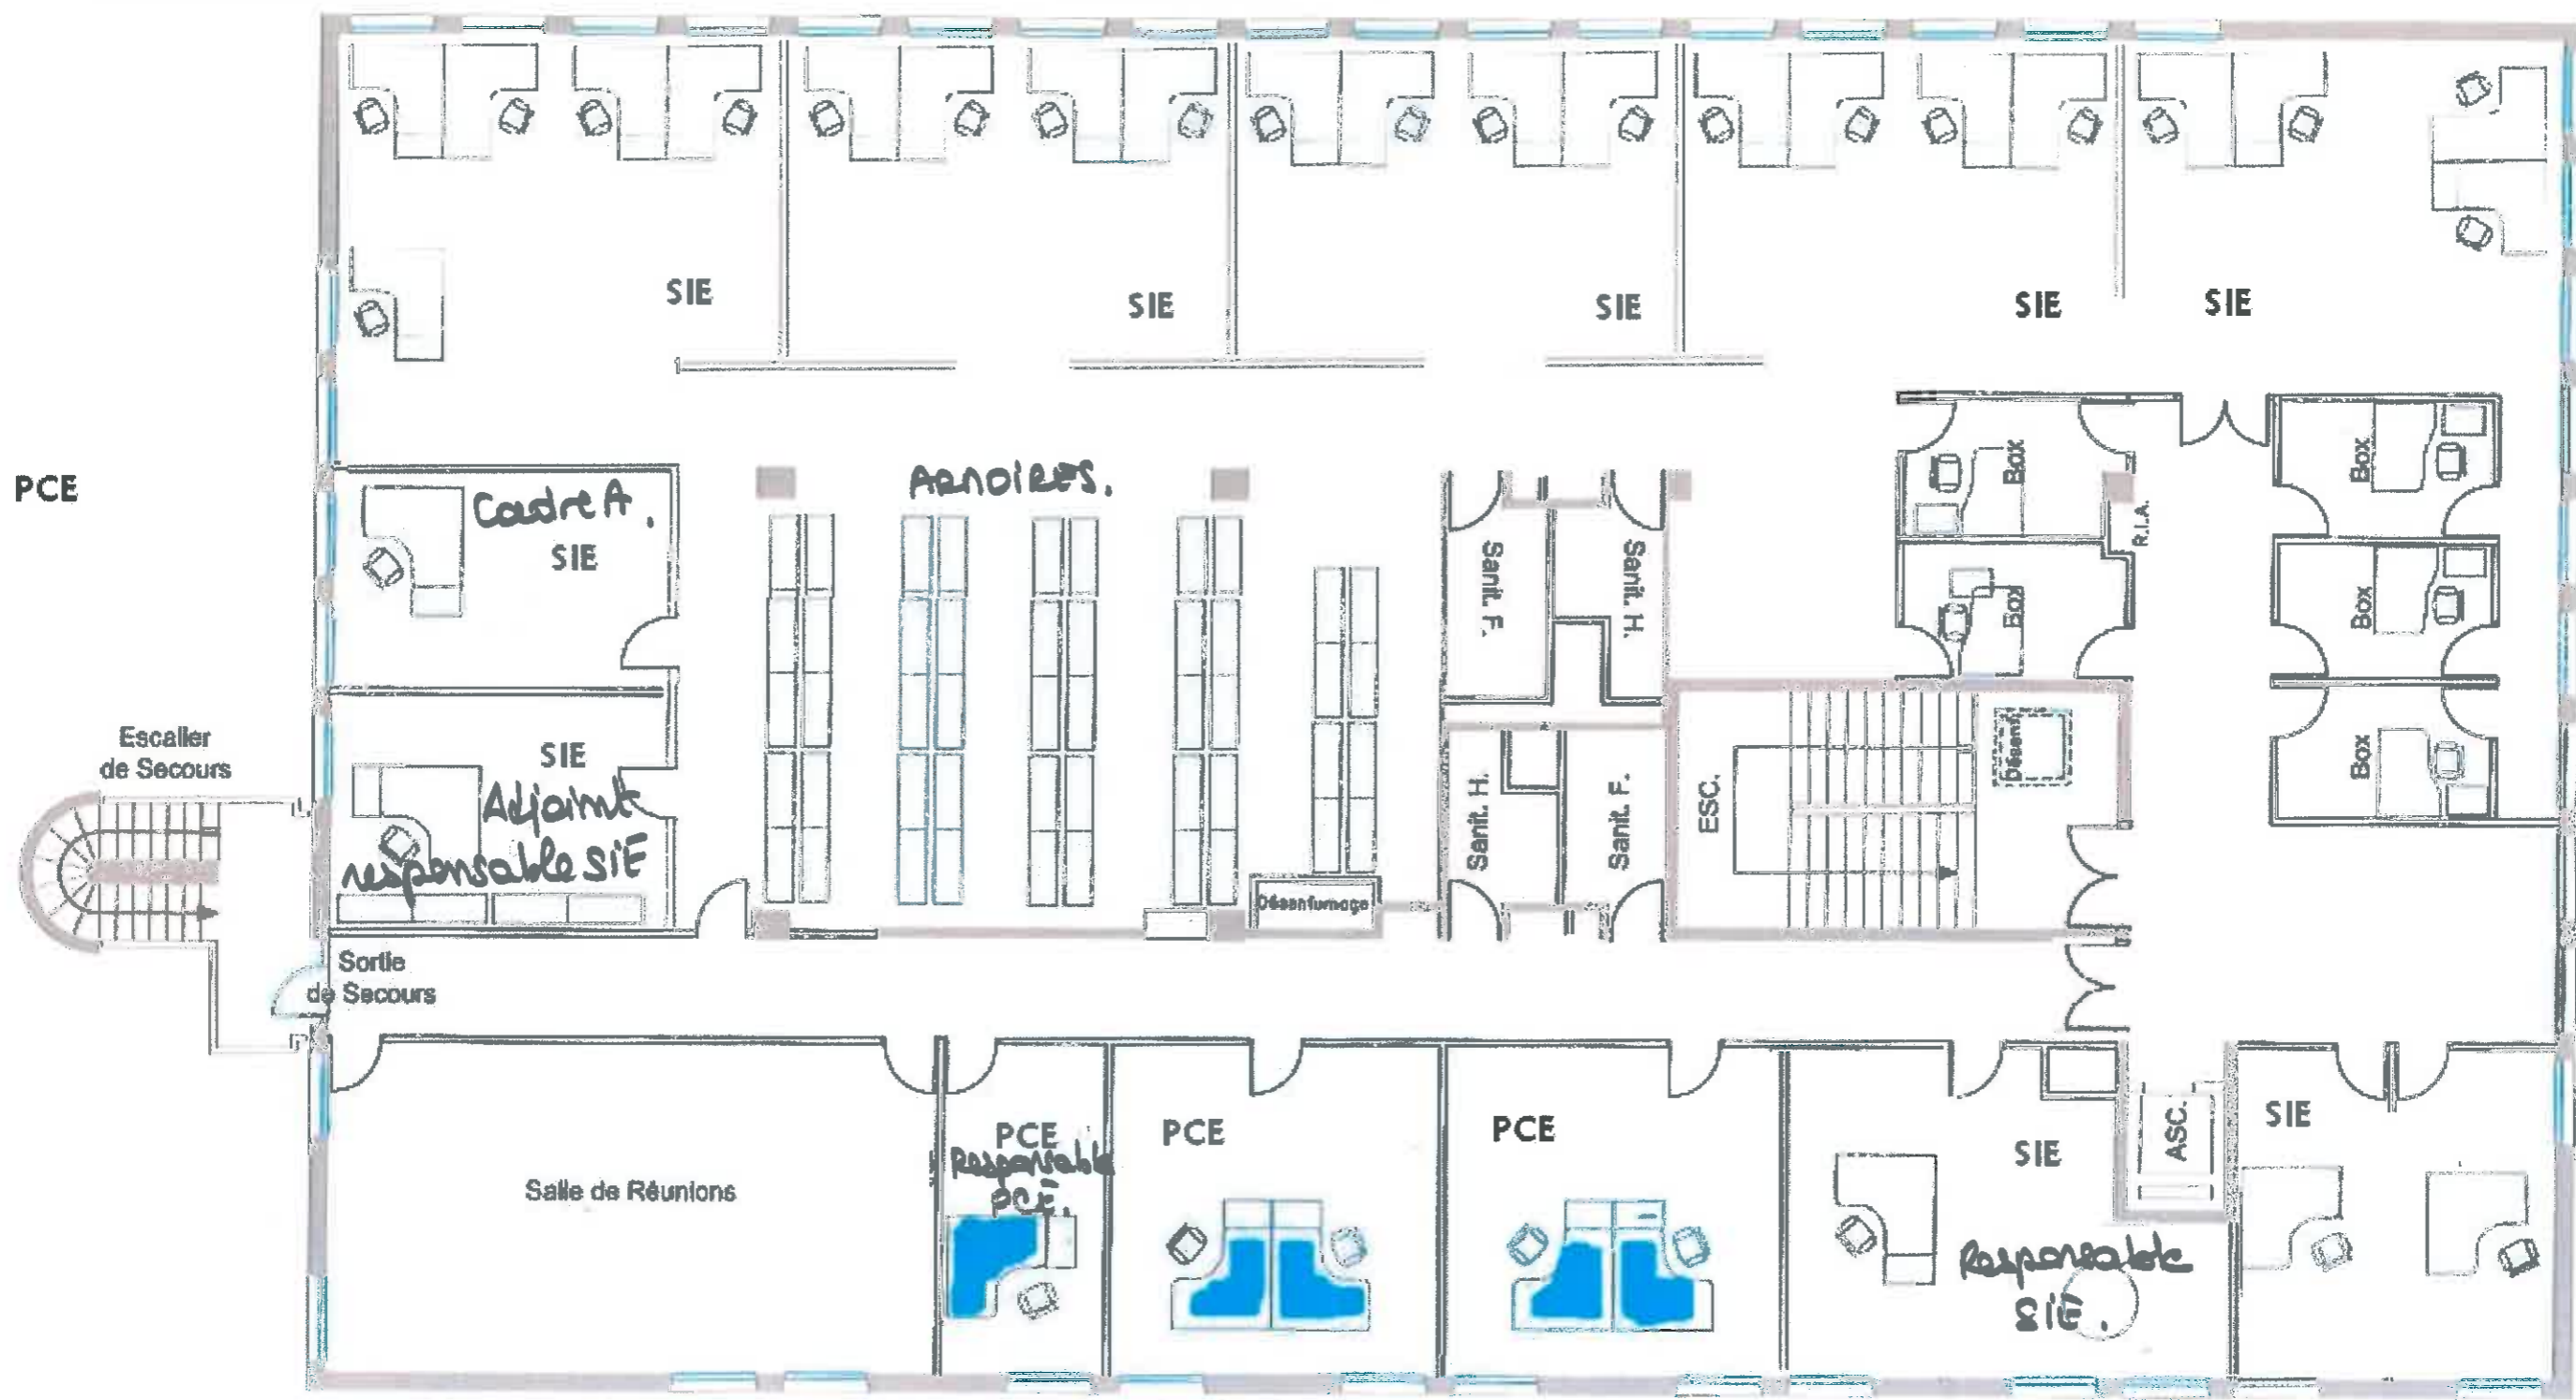 SIE
SIE
SIE
SIE
SIE
PCE
Cadre A.
SIE
ARMOIRES.
Sanit. F.
Sanit. H.
Box
Box
R.I.A.
Box
Box
Box
Escalier
de Secours
SIE
Adjoint
responsable SIE
Désenfumage
Sanit. H.
Sanit. F.
ESC.
Désenf.
Sortie
de Secours
Salle de Réunions
PCE
Responsable
PCE.
PCE
PCE
SIE
Responsable
SIE.
ASC.
SIE